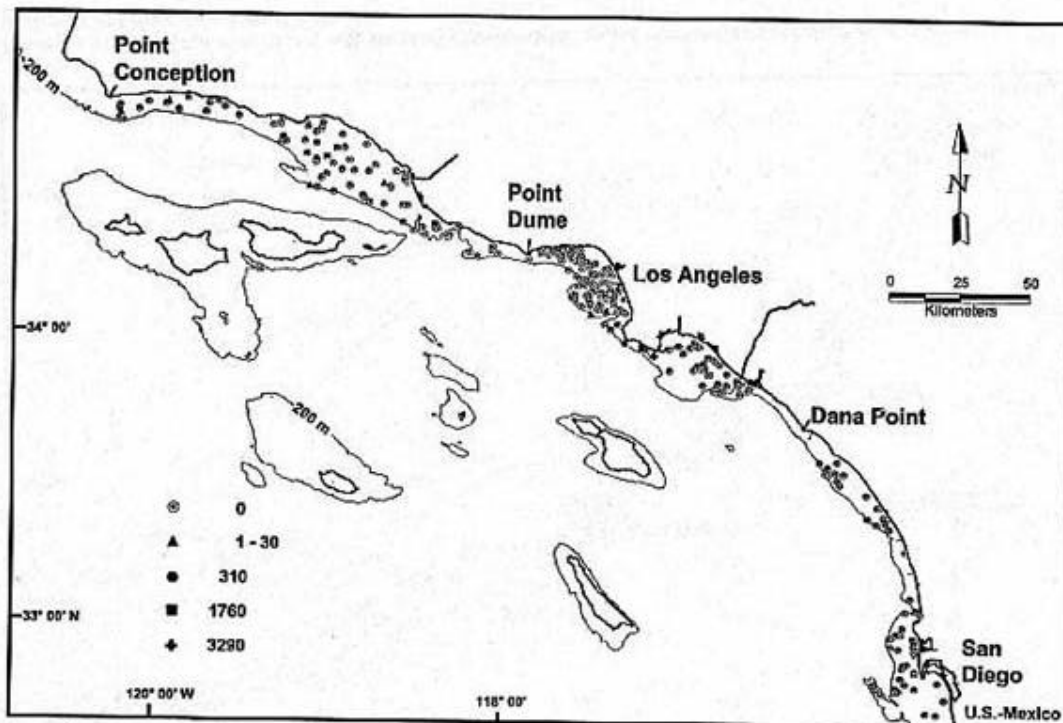 Point
Conception
200 m
Point
Dume
N
Los Angeles
0 25 50
Kilometers
34° 00'
Dana Point
200 m
0
1 - 30
310
1760
3290
33° 00' N
San
Diego
120° 00' W
118° 00'
U.S.-Mexico